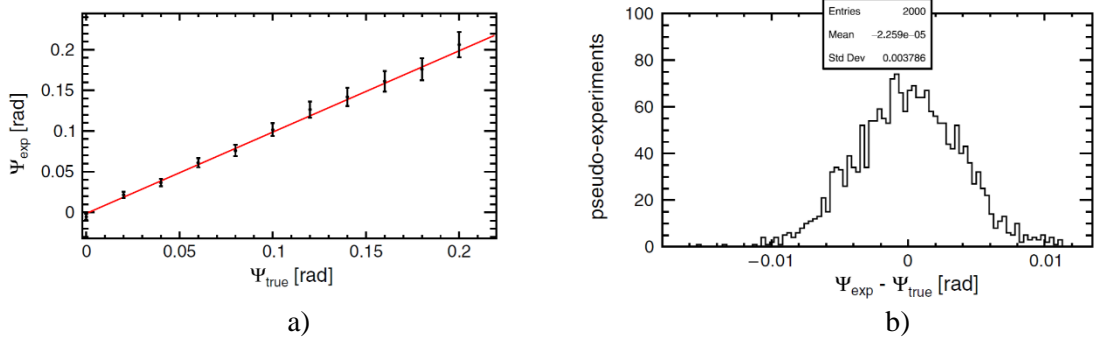 0.2
0.15
0.1
0.05
0
Ψexp [rad]
0 0.05 0.1 0.15 0.2
Ψtrue [rad]
a)
Entries 2000
Mean −2.259e−05
Std Dev 0.003786
100
80
60
40
20
0
pseudo-experiments
−0.01 0 0.01
Ψexp - Ψtrue [rad]
b)